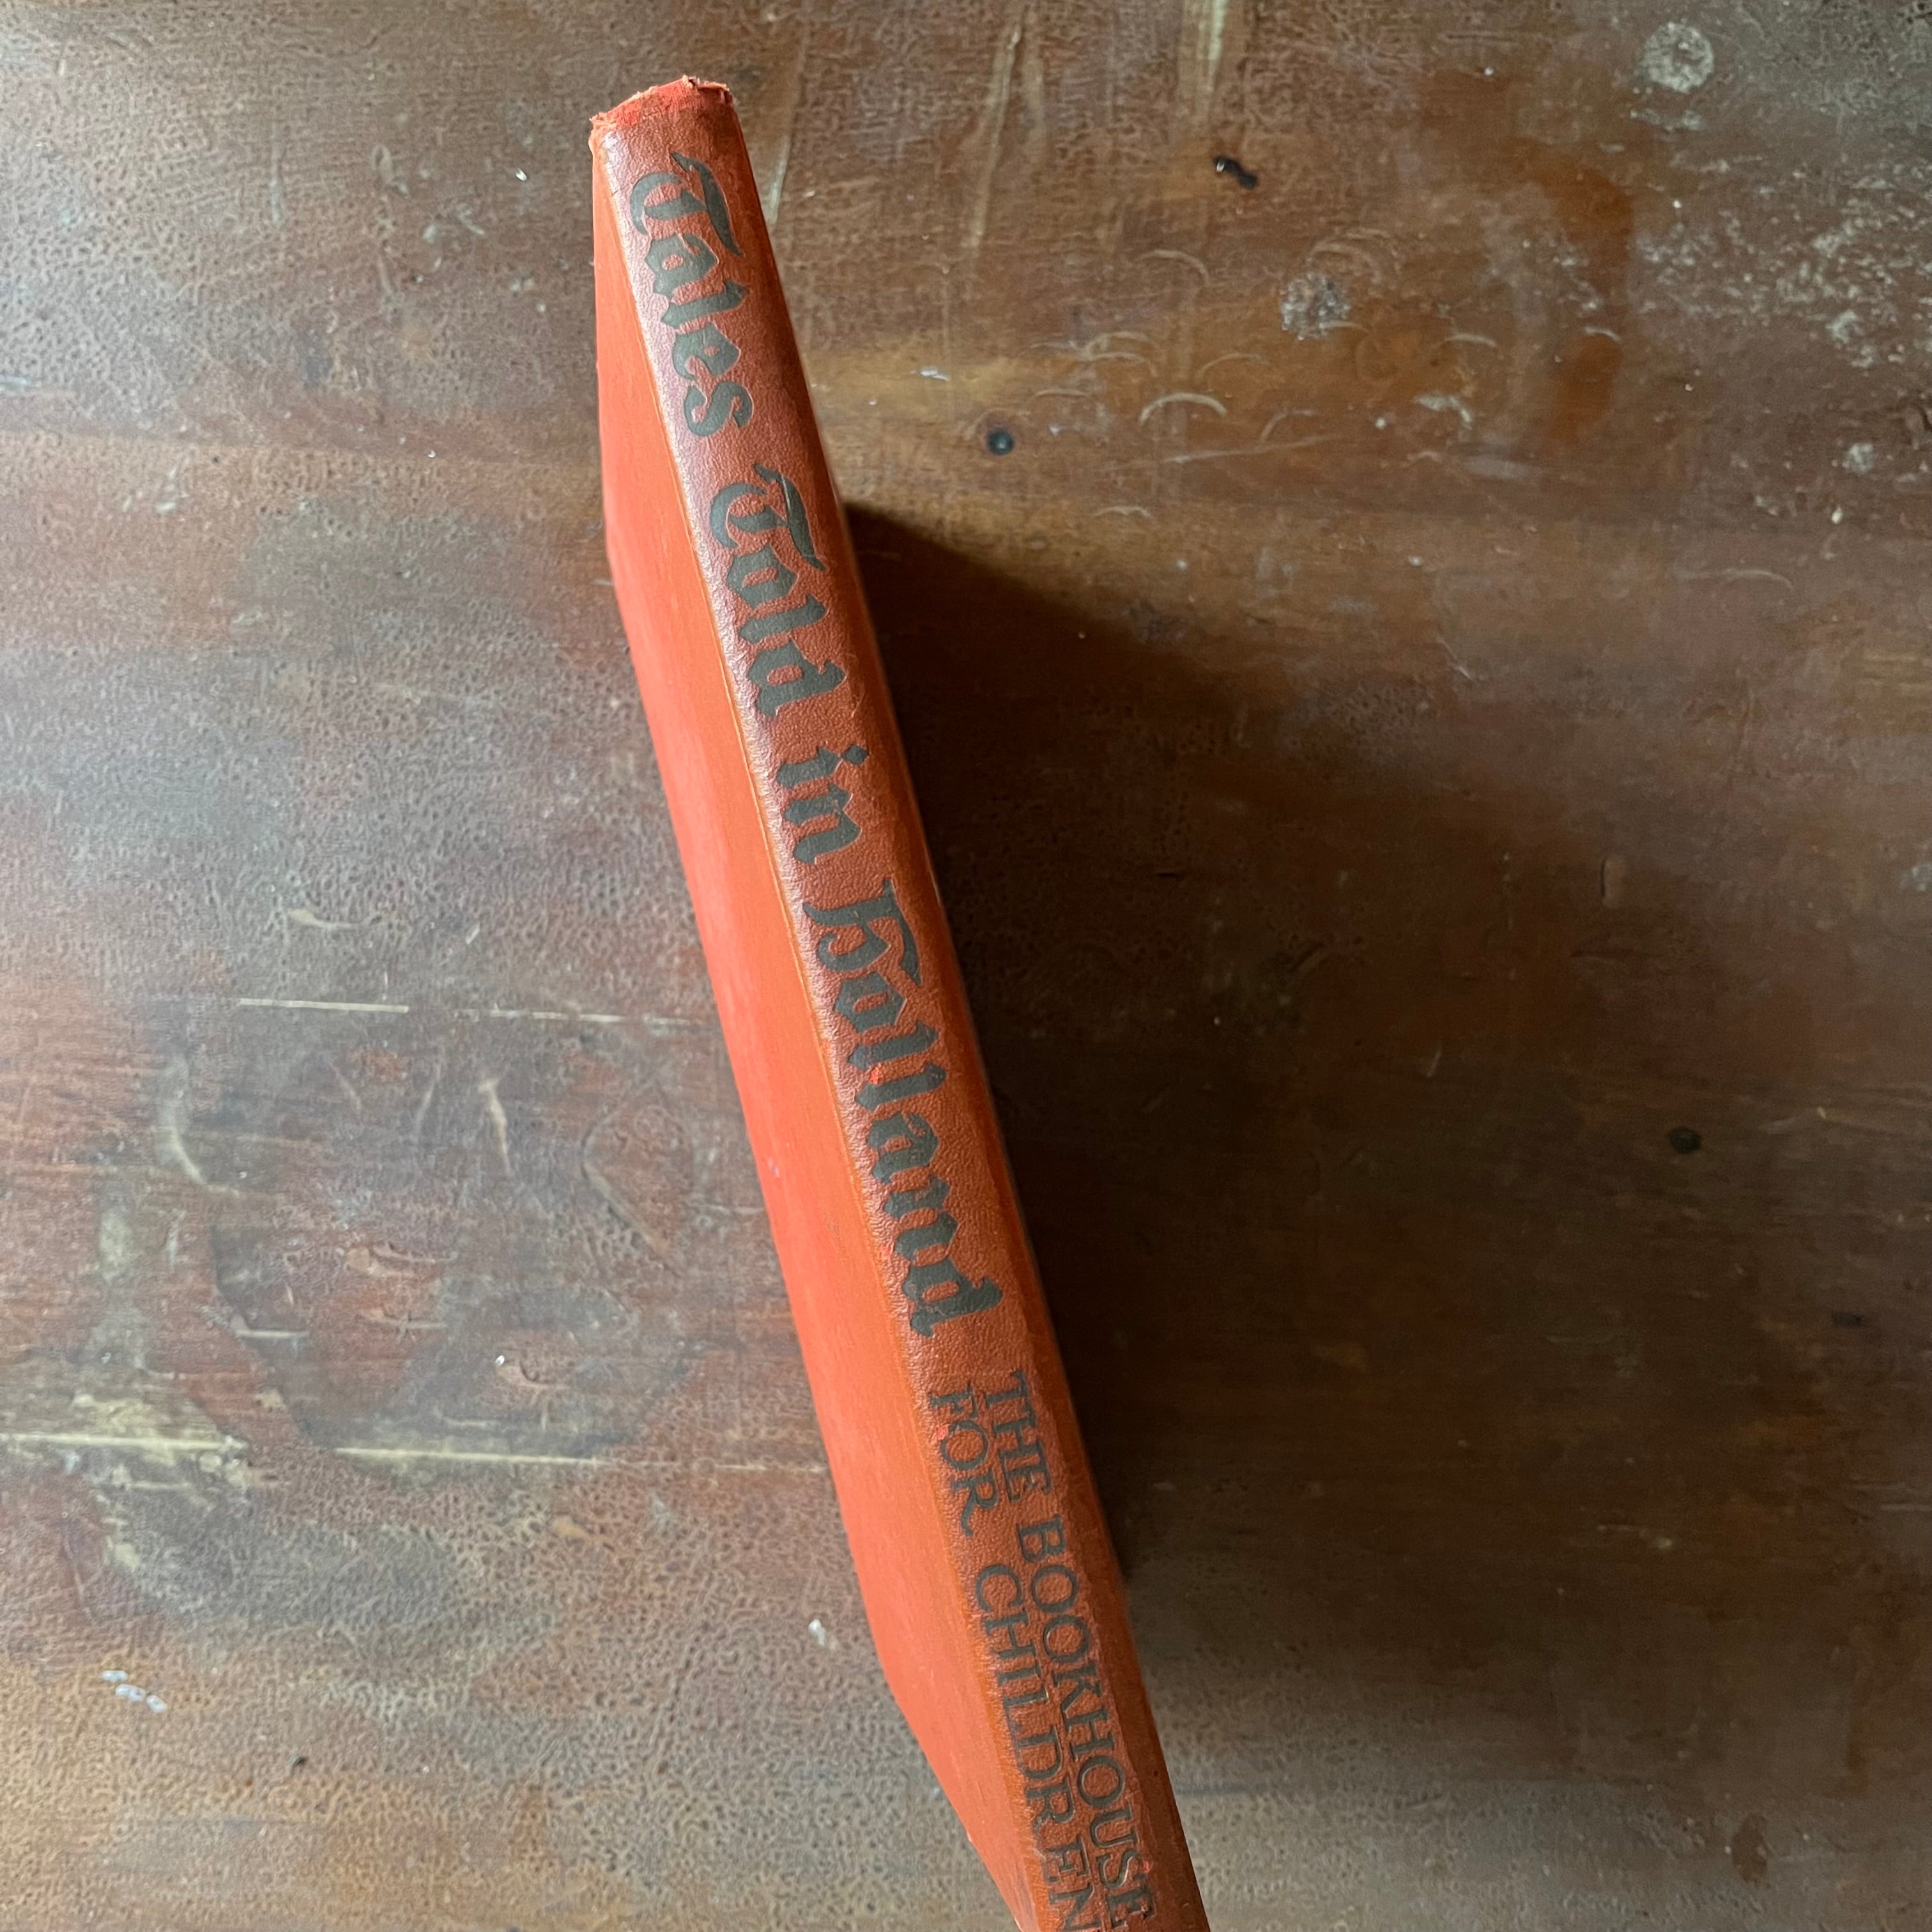 Tales Told in Holland
THE BOOKHOUSE
FOR CHILDREN